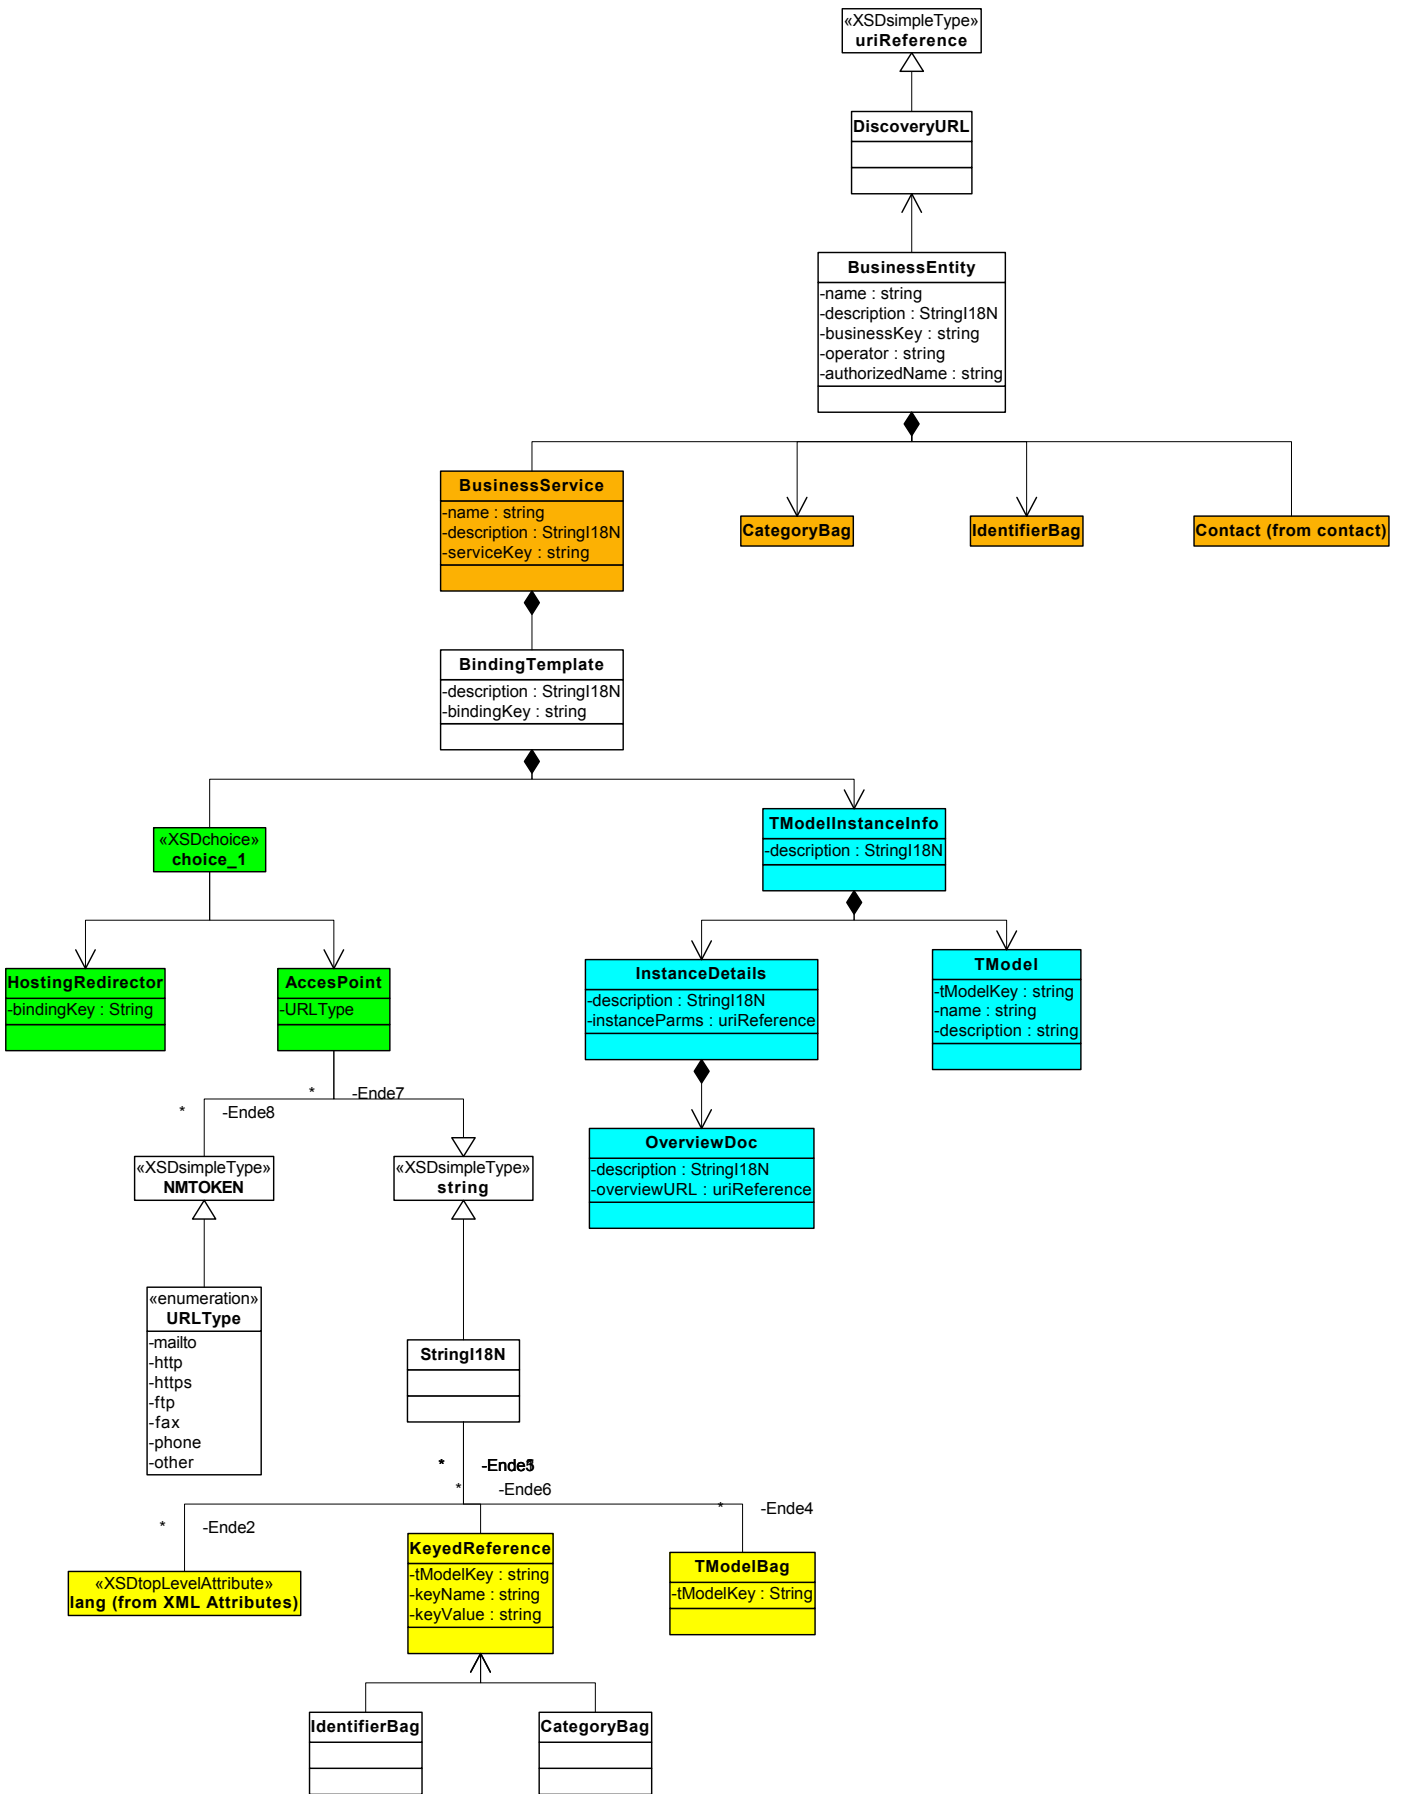 «XSDsimpleType»
uriReference
DiscoveryURL
BusinessEntity
-name : string
-description : StringI18N
-businessKey : string
-operator : string
-authorizedName : string
BusinessService
-name : string
-description : StringI18N
-serviceKey : string
CategoryBag
IdentifierBag
Contact (from contact)
BindingTemplate
-description : StringI18N
-bindingKey : string
«XSDchoice»
choice_1
TModelInstanceInfo
-description : StringI18N
HostingRedirector
-bindingKey : String
AccesPoint
-URLType
InstanceDetails
-description : StringI18N
-instanceParms : uriReference
TModel
-tModelKey : string
-name : string
-description : string
* -Ende7
* -Ende8
«XSDsimpleType»
NMTOKEN
«XSDsimpleType»
string
OverviewDoc
-description : StringI18N
-overviewURL : uriReference
«enumeration»
URLType
-mailto
-http
-https
-ftp
-fax
-phone
-other
StringI18N
*
* -Ende6
* -Ende4
* -Ende2
«XSDtopLevelAttribute»
lang (from XML Attributes)
KeyedReference
-tModelKey : string
-keyName : string
-keyValue : string
TModelBag
-tModelKey : String
IdentifierBag
CategoryBag